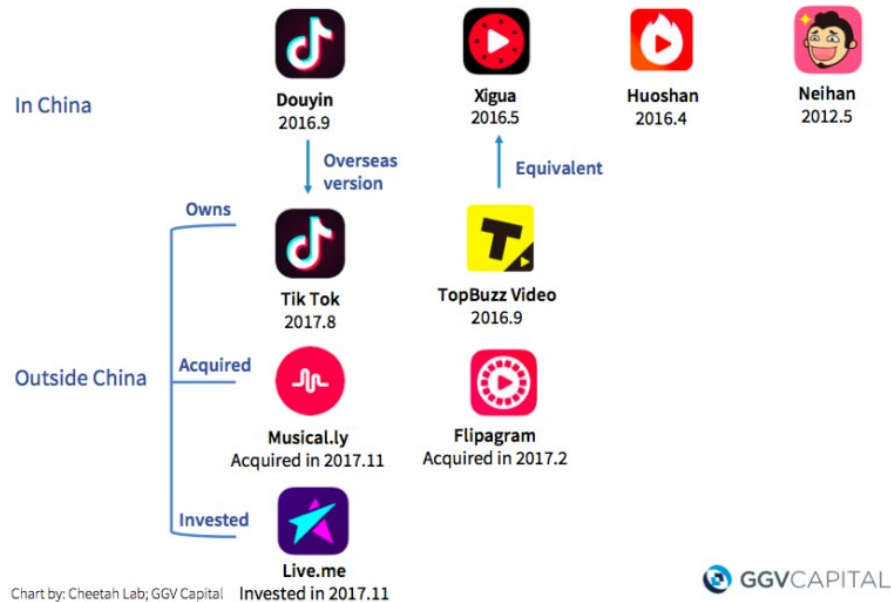 In China
Douyin
2016.9
Xigua
2016.5
Huoshan
2016.4
Neihan
2012.5
Overseas
version
Equivalent
Outside China
Owns
Tik Tok
2017.8
T
TopBuzz Video
2016.9
Acquired
Musical.ly
Acquired in 2017.11
Flipagram
Acquired in 2017.2
Invested
Live.me
Invested in 2017.11
Chart by: Cheetah Lab; GGV Capital
GGVCAPITAL